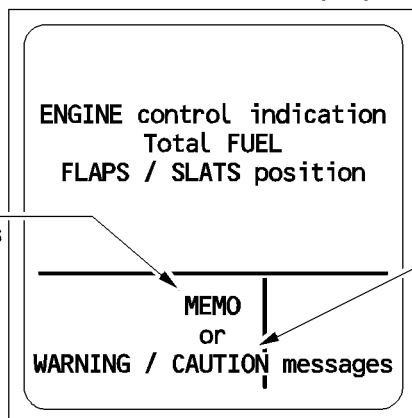 ENGINE control indication
Total FUEL
FLAPS / SLATS position
MEMO
or
WARNING / CAUTION messages